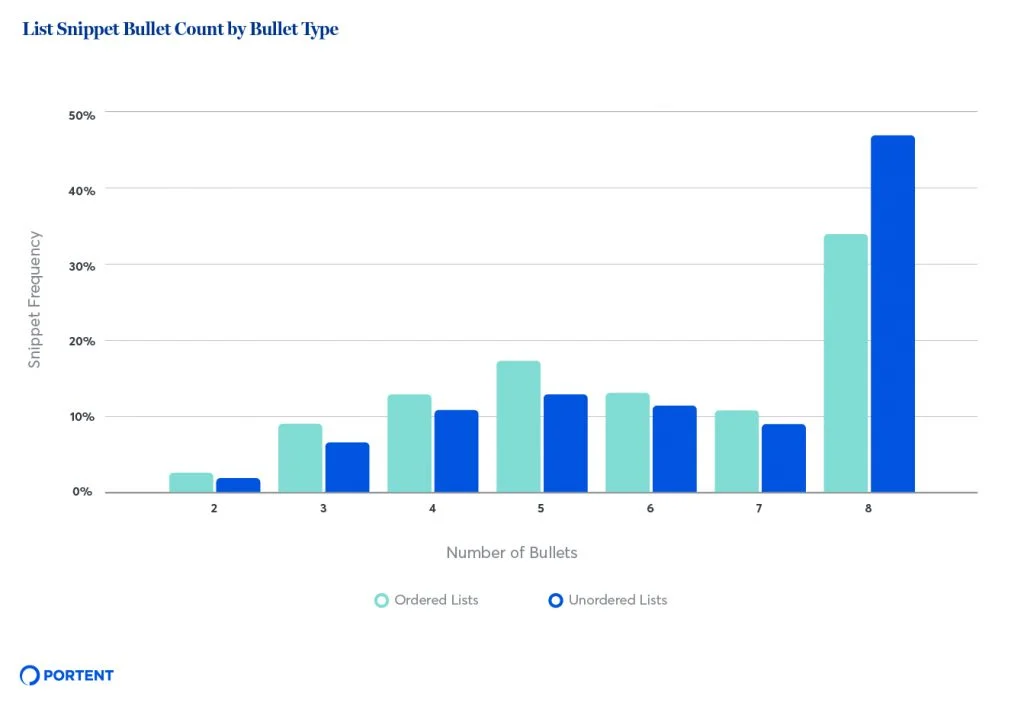 List Snippet Bullet Count by Bullet Type
50%
40%
30%
20%
10%
0%
Snippet Frequency
2 3 4 5 6 7 8
Number of Bullets
Ordered Lists Unordered Lists
PORTENT